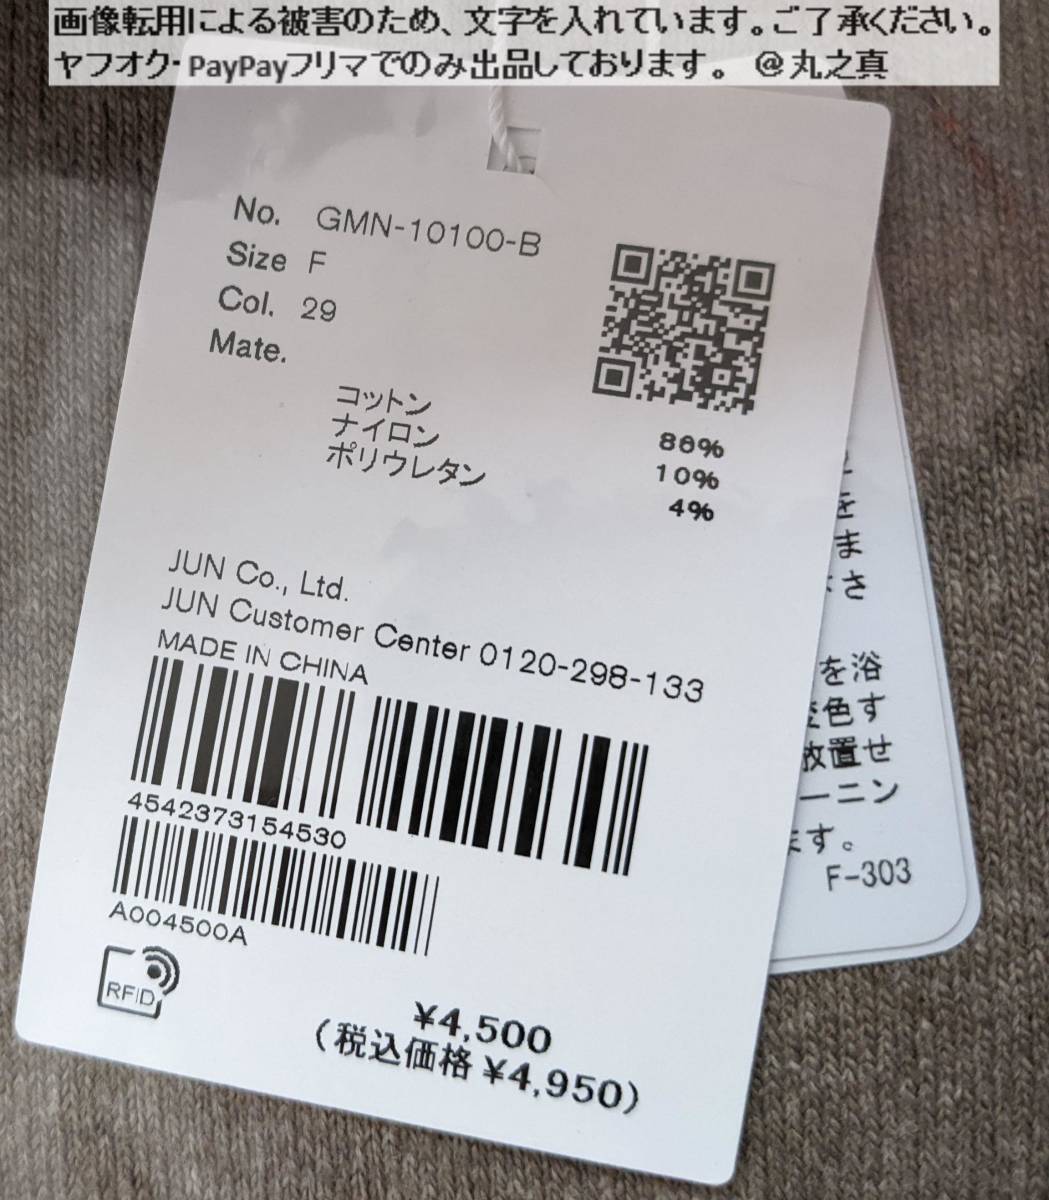 画像転用による被害のため、文字を入れています。ご了承ください。
ヤフオク・PayPayフリマでのみ出品しております。 @丸之真
No. GMN-10100-B
Size F
Col. 29
Mate.
コットン 86%
ナイロン 10%
ポリウレタン 4%
JUN Co., Ltd.
JUN Customer Center 0120-298-133
MADE IN CHINA
4542373154530
A004500A
RFID
¥4,500
(税込価格 ¥4,950)
を
ま
さ
を浴
色す
放置せ
ーニン
ます。
F-303